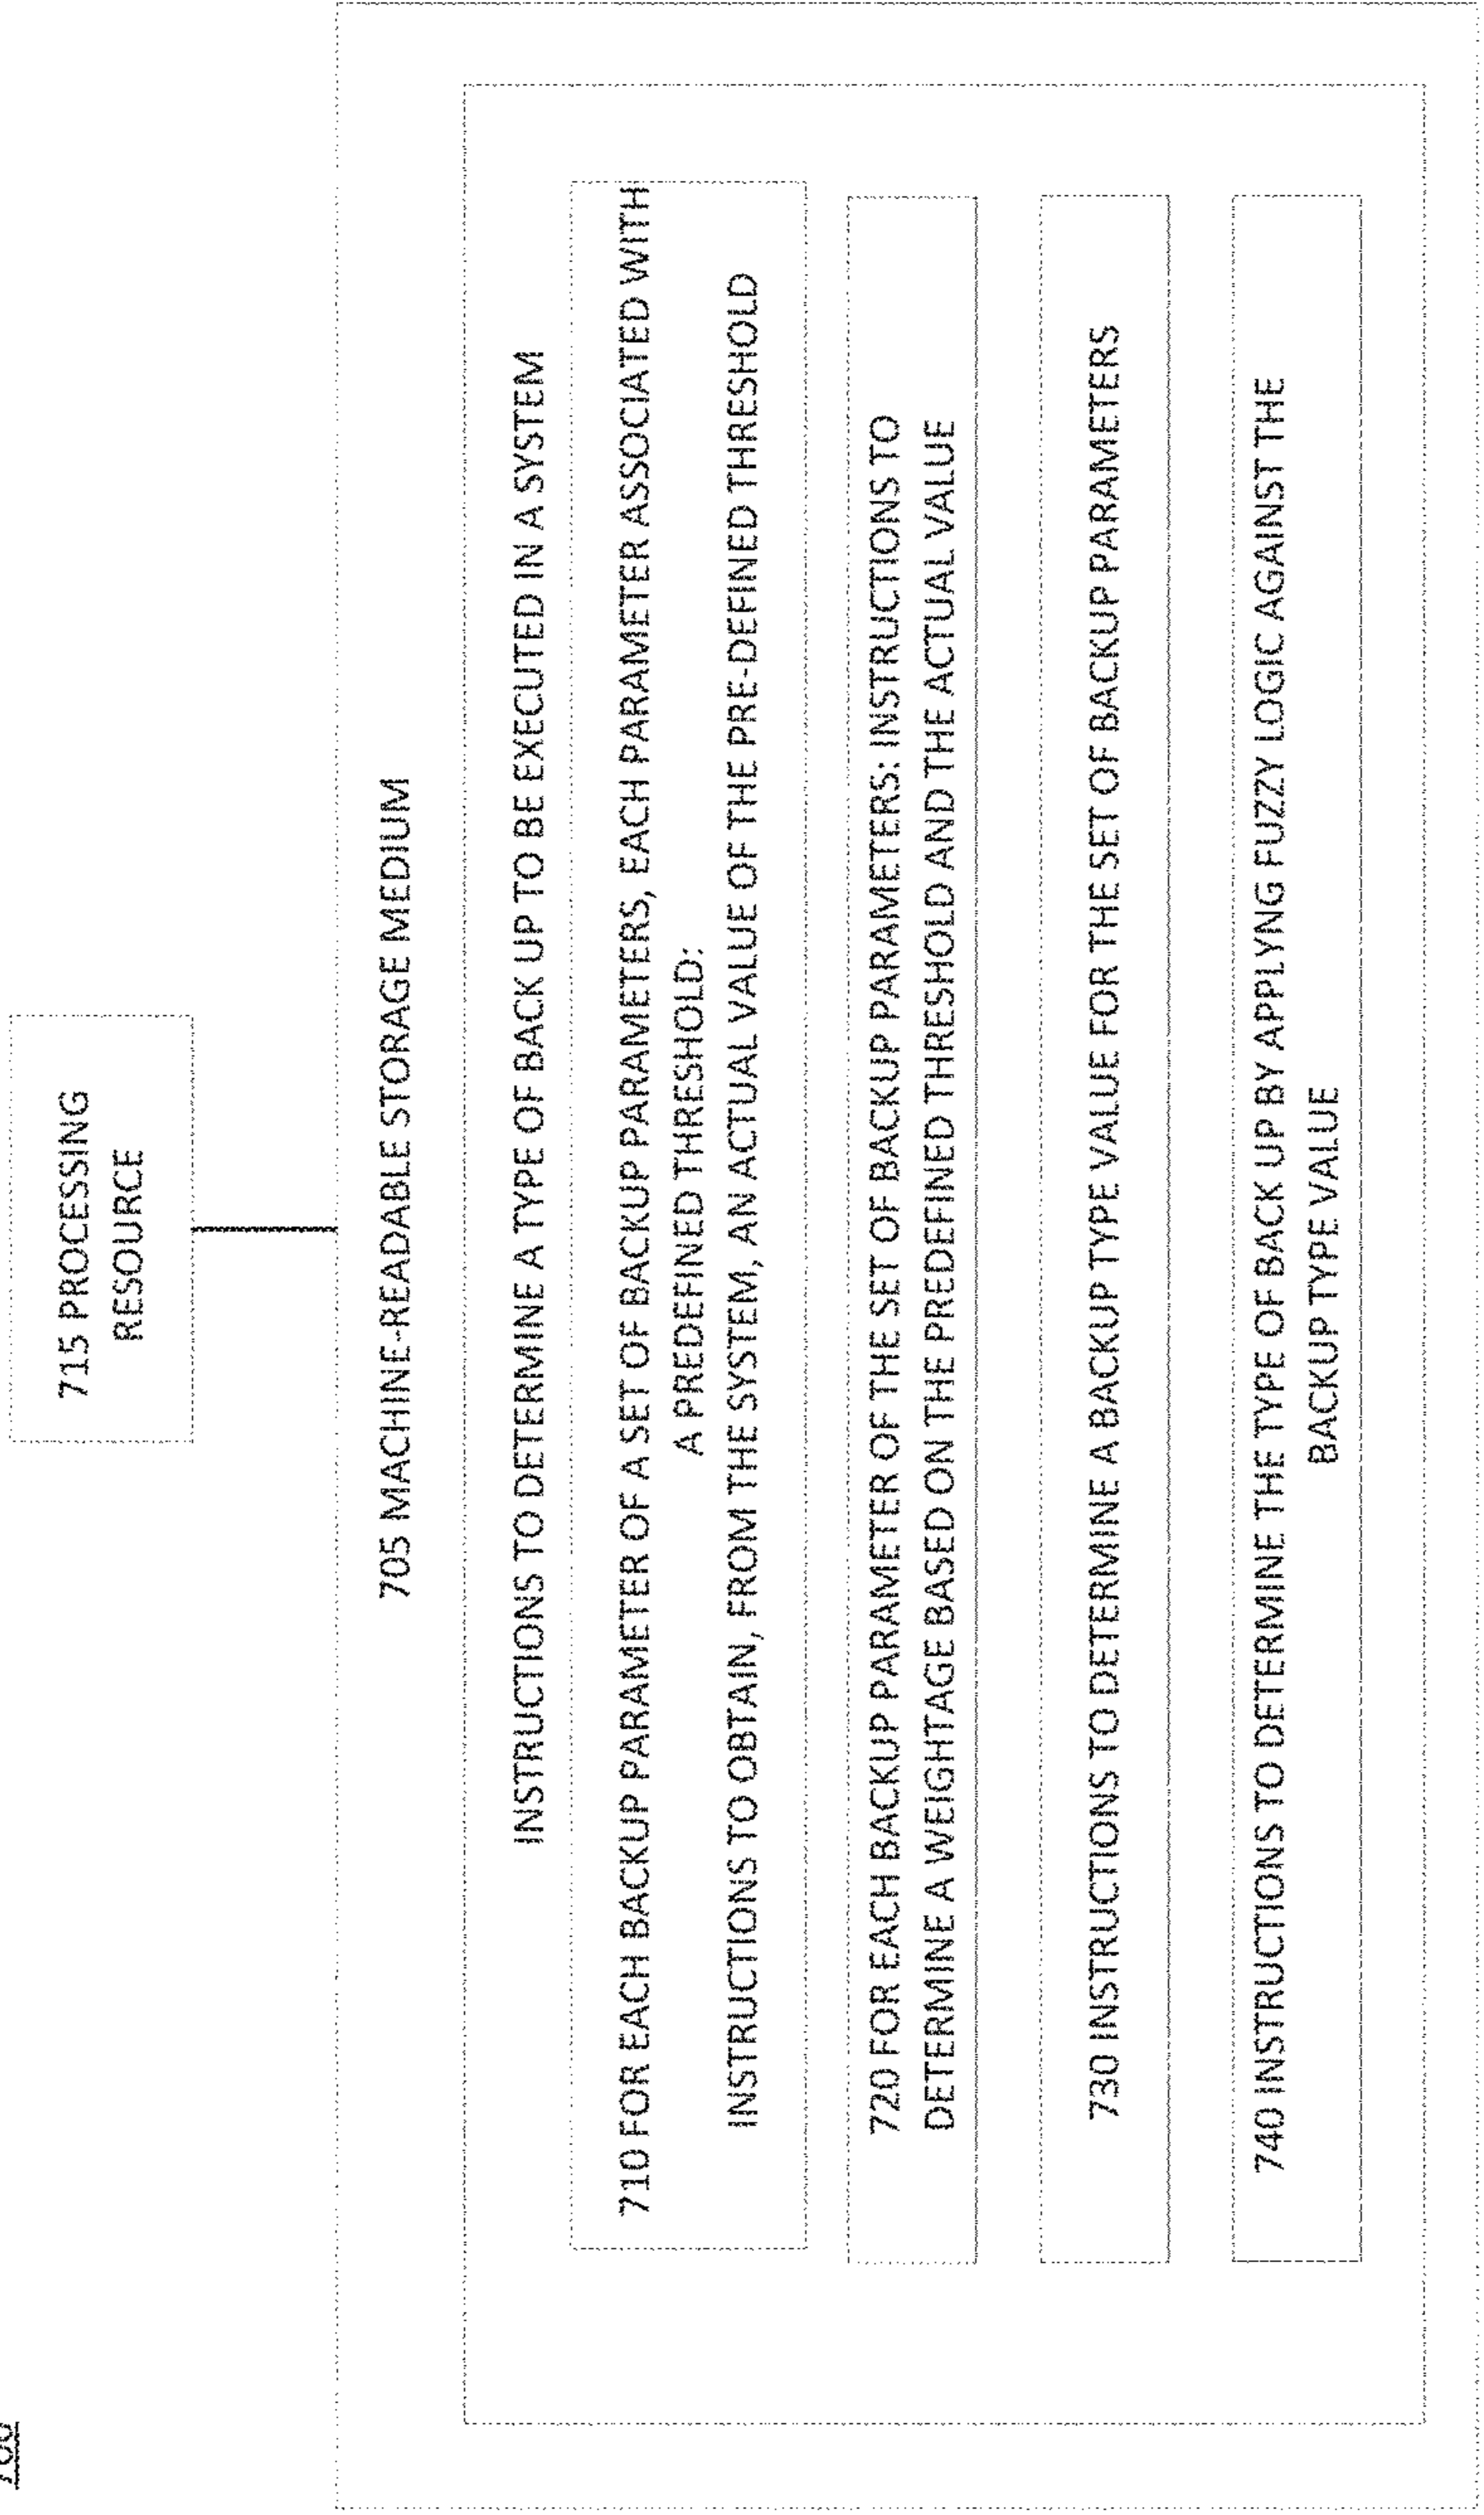 700
715 PROCESSING
RESOURCE
705 MACHINE-READABLE STORAGE MEDIUM
INSTRUCTIONS TO DETERMINE A TYPE OF BACK UP TO BE EXECUTED IN A SYSTEM
710 FOR EACH BACKUP PARAMETER OF A SET OF BACKUP PARAMETERS, EACH PARAMETER ASSOCIATED WITH
A PREDEFINED THRESHOLD:
INSTRUCTIONS TO OBTAIN, FROM THE SYSTEM, AN ACTUAL VALUE OF THE PRE-DEFINED THRESHOLD
720 FOR EACH BACKUP PARAMETER OF THE SET OF BACKUP PARAMETERS: INSTRUCTIONS TO
DETERMINE A WEIGHTAGE BASED ON THE PREDEFINED THRESHOLD AND THE ACTUAL VALUE
730 INSTRUCTIONS TO DETERMINE A BACKUP TYPE VALUE FOR THE SET OF BACKUP PARAMETERS
740 INSTRUCTIONS TO DETERMINE THE TYPE OF BACK UP BY APPLYNG FUZZY LOGIC AGAINST THE
BACKUP TYPE VALUE